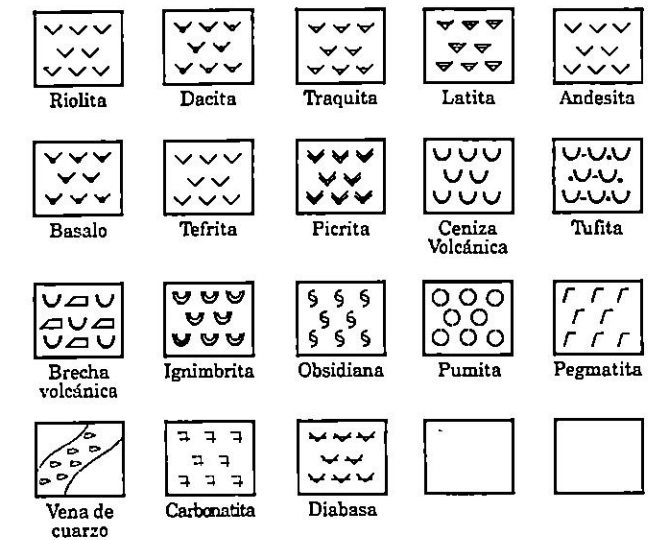 Riolita
Dacita
Traquita
Latita
Andesita
Basalo
Tefrita
Picrita
Ceniza
Volcánica
Tufita
Brecha
volcánica
Ignimbrita
Obsidiana
Pumita
Pegmatita
Vena de
cuarzo
Carbonatita
Diabasa